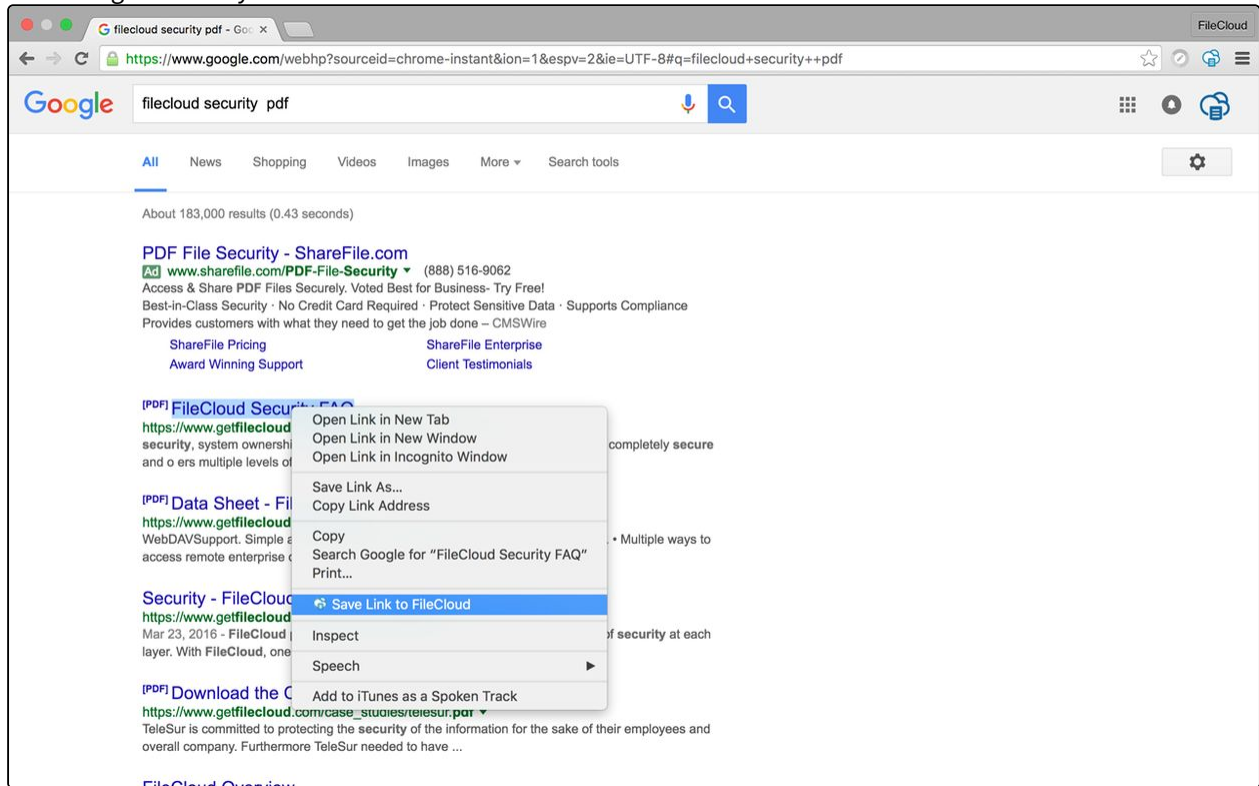 filecloud security pdf - Goo
FileCloud
https://www.google.com/webhp?sourceid=chrome-instant&ion=1&espv=2&ie=UTF-8#q=filecloud+security++pdf
Google
filecloud security  pdf
All News Shopping Videos Images More Search tools
About 183,000 results (0.43 seconds)
PDF File Security - ShareFile.com
Ad www.sharefile.com/PDF-File-Security (888) 516-9062
Access & Share PDF Files Securely. Voted Best for Business- Try Free!
Best-in-Class Security · No Credit Card Required · Protect Sensitive Data · Supports Compliance
Provides customers with what they need to get the job done – CMSWire
ShareFile Pricing ShareFile Enterprise
Award Winning Support Client Testimonials
[PDF] FileCloud Security FAQ
https://www.getfilecloud
security, system ownershi completely secure
and o ers multiple levels of
[PDF] Data Sheet - Fil
https://www.getfilecloud
WebDAVSupport. Simple a . • Multiple ways to
access remote enterprise
Security - FileCloud
https://www.getfilecloud
Mar 23, 2016 - FileCloud of security at each
layer. With FileCloud, one
[PDF] Download the
https://www.getfilecloud.com/case_studies/telesur.pdf
TeleSur is committed to protecting the security of the information for the sake of their employees and
overall company. Furthermore TeleSur needed to have ...
FileCloud Overview
Open Link in New Tab
Open Link in New Window
Open Link in Incognito Window
Save Link As...
Copy Link Address
Copy
Search Google for “FileCloud Security FAQ”
Print...
Save Link to FileCloud
Inspect
Speech
Add to iTunes as a Spoken Track